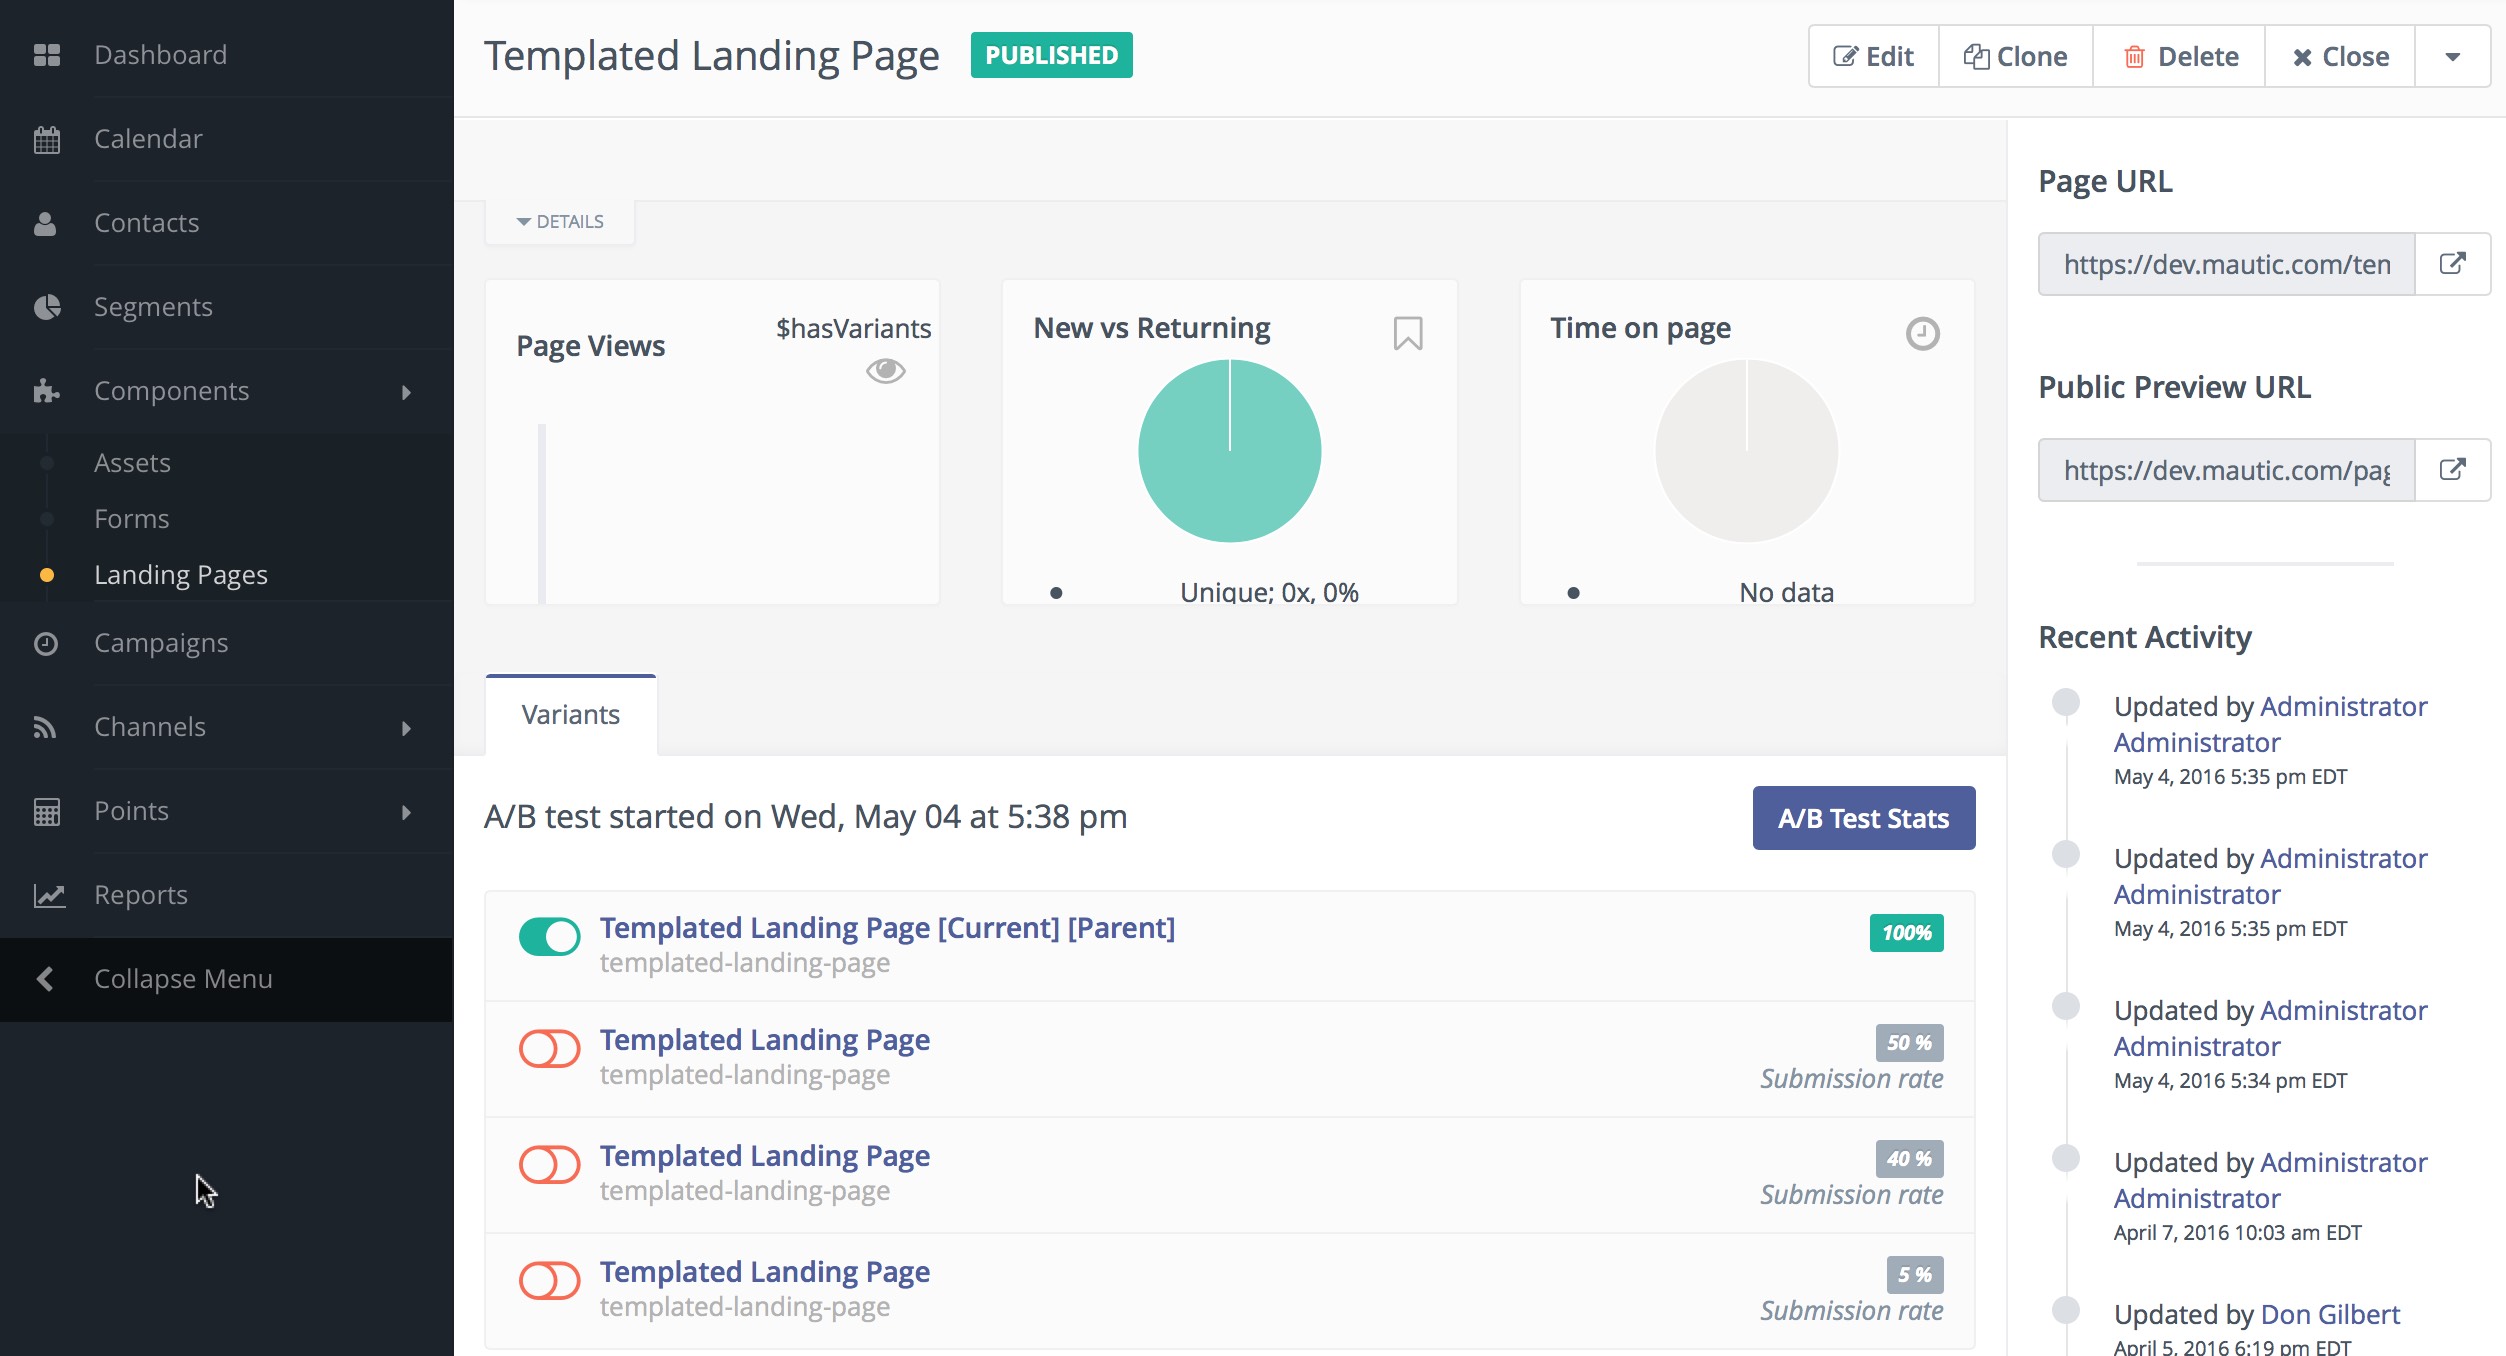 Dashboard
Calendar
Contacts
Segments
Components
Assets
Forms
Landing Pages
Campaigns
Channels
Points
Reports
Collapse Menu
Templated Landing Page PUBLISHED
Edit Clone Delete Close
DETAILS
Page Views $hasVariants
New vs Returning
Unique; 0x, 0%
Time on page
No data
Variants
A/B test started on Wed, May 04 at 5:38 pm
A/B Test Stats
Templated Landing Page [Current] [Parent] 100%
templated-landing-page
Templated Landing Page 50 %
templated-landing-page Submission rate
Templated Landing Page 40 %
templated-landing-page Submission rate
Templated Landing Page 5 %
templated-landing-page Submission rate
Page URL
https://dev.mautic.com/ten
Public Preview URL
https://dev.mautic.com/pag
Recent Activity
Updated by Administrator
Administrator
May 4, 2016 5:35 pm EDT
Updated by Administrator
Administrator
May 4, 2016 5:35 pm EDT
Updated by Administrator
Administrator
May 4, 2016 5:34 pm EDT
Updated by Administrator
Administrator
April 7, 2016 10:03 am EDT
Updated by Don Gilbert
April 5, 2016 6:19 pm EDT